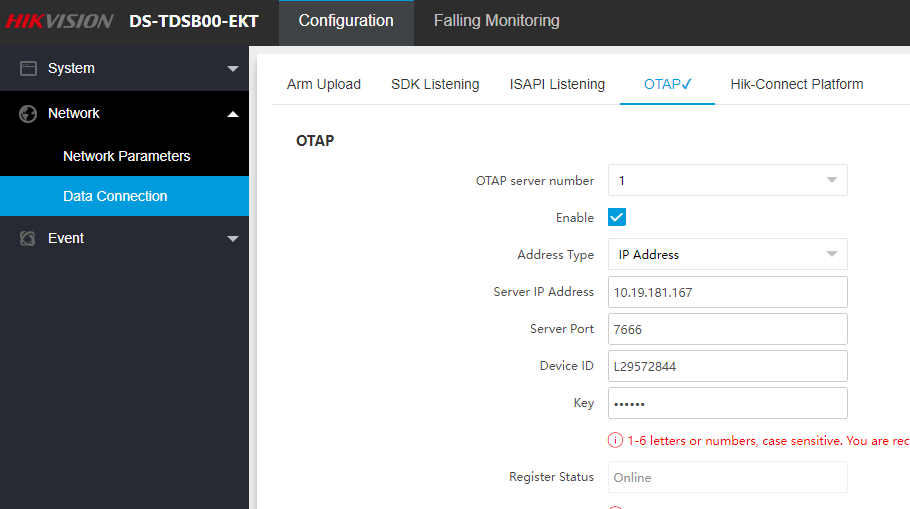 HIKVISION DS-TDSB00-EKT Configuration Falling Monitoring
System
Network
Network Parameters
Data Connection
Event
Arm Upload SDK Listening ISAPI Listening OTAP✓ Hik-Connect Platform
OTAP
OTAP server number 1
Enable
Address Type IP Address
Server IP Address 10.19.181.167
Server Port 7666
Device ID L29572844
Key ••••••
1-6 letters or numbers, case sensitive. You are rec
Register Status Online